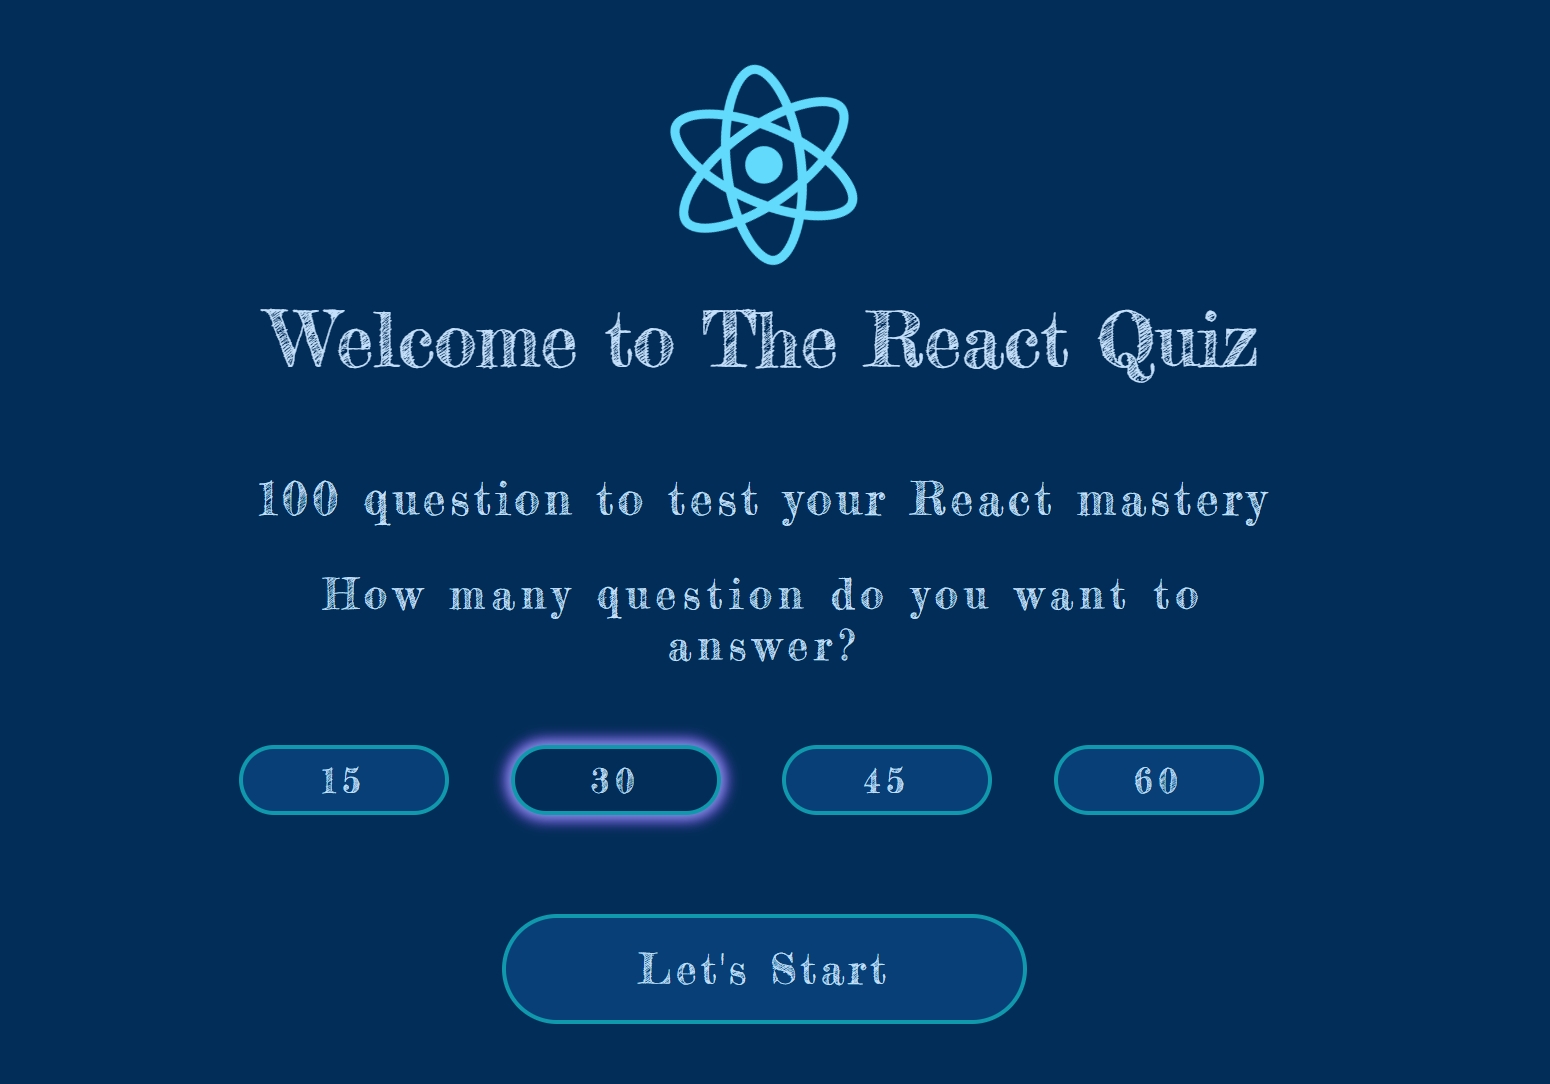 Welcome to The React Quiz
100 question to test your React mastery
How many question do you want to
answer?
15 30 45 60
Let's Start